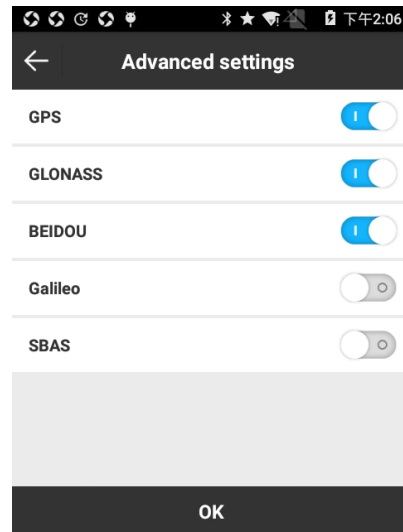 下午2:06
Advanced settings
GPS
GLONASS
BEIDOU
Galileo
SBAS
OK